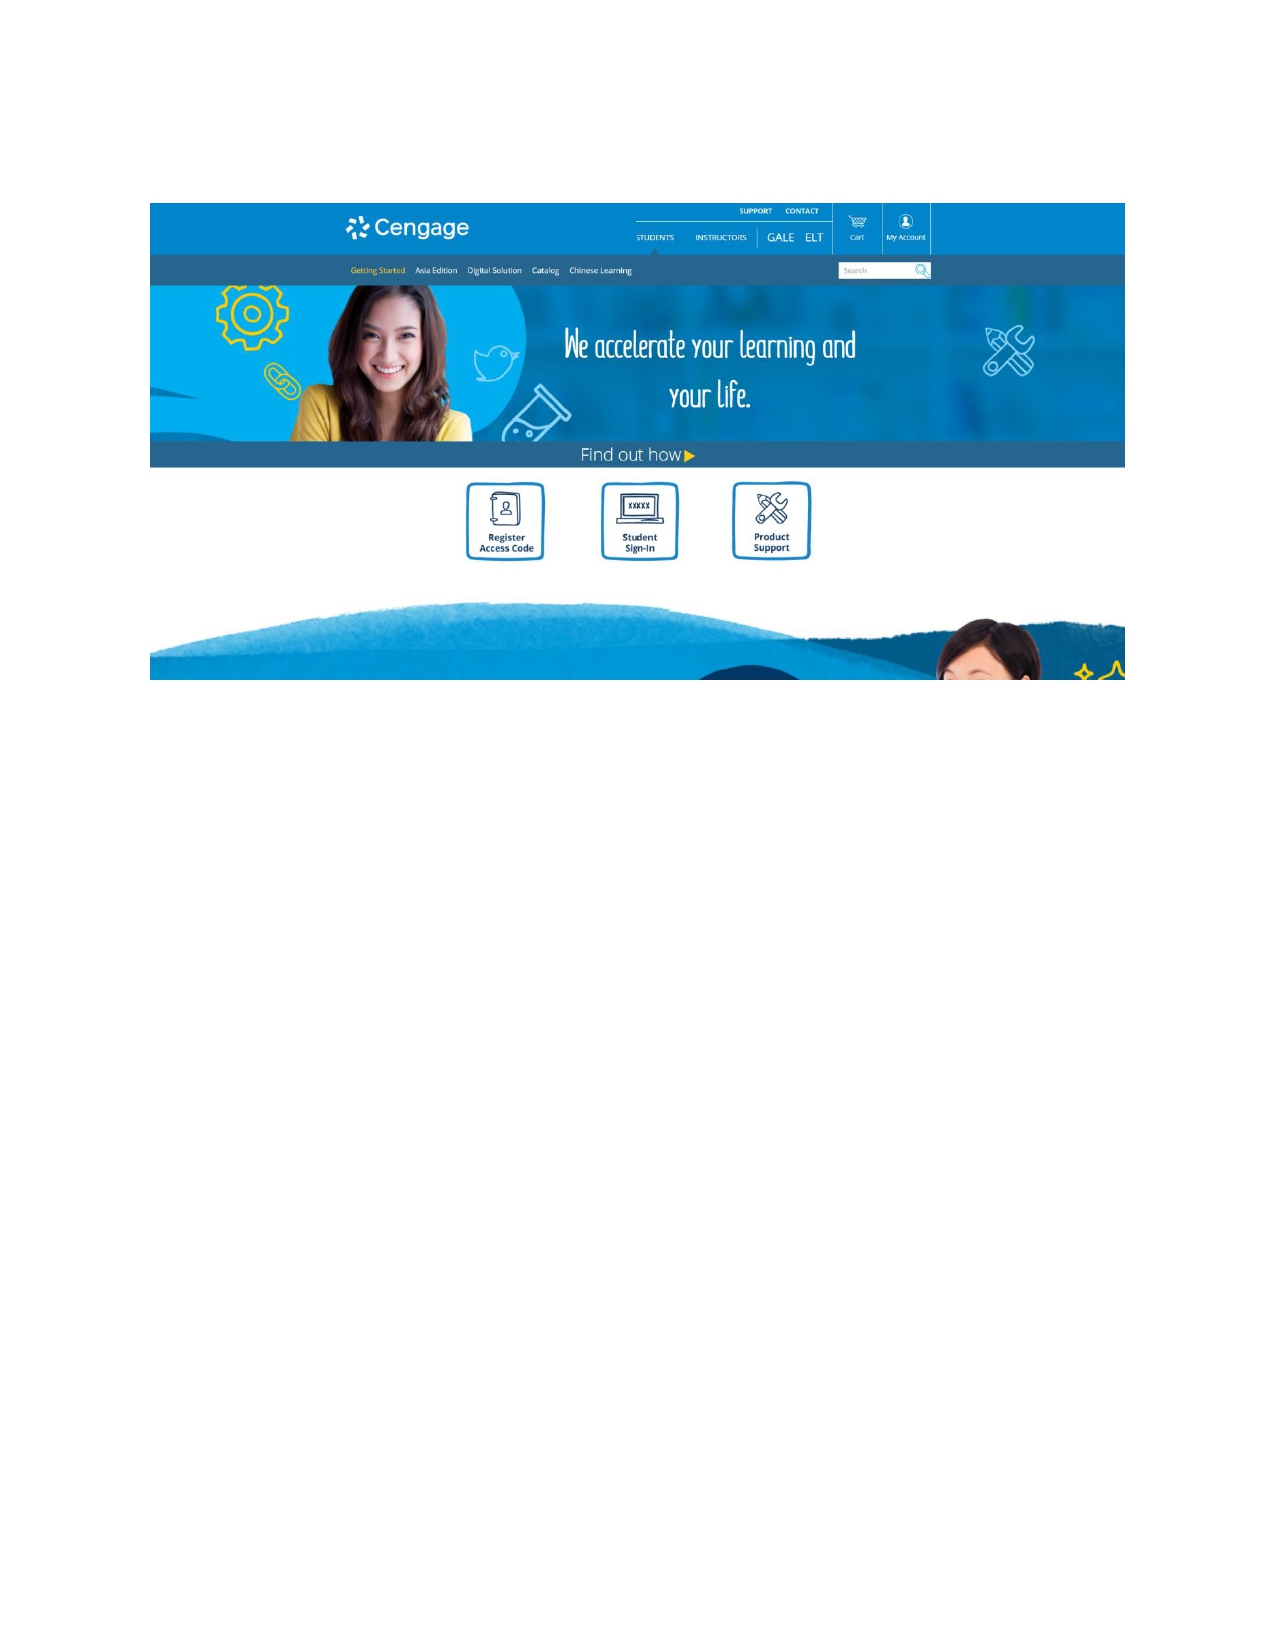 Cengage
SUPPORT CONTACT
STUDENTS INSTRUCTORS GALE ELT
Cart
My Account
Getting Started Asia Edition Digital Solution Catalog Chinese Learning
Search
We accelerate your learning and
your life.
Find out how
Register
Access Code
XXXXX
Student
Sign-In
Product
Support